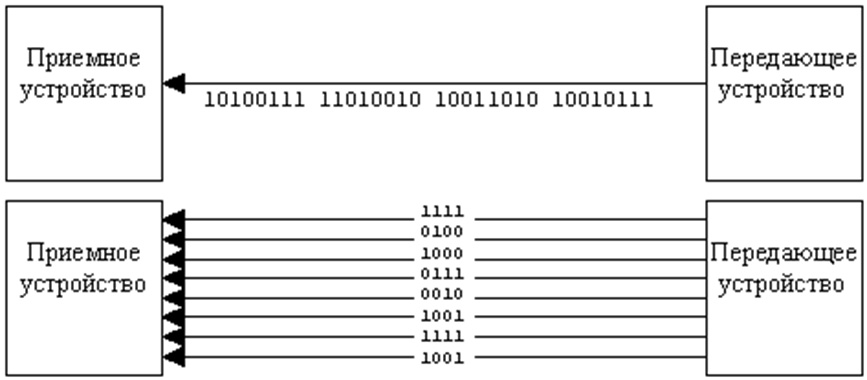 Приемное
устройство
Передающее
устройство
10100111 11010010 10011010 10010111
Приемное
устройство
1111
0100
1000
0111
0010
1001
1111
1001
Передающее
устройство